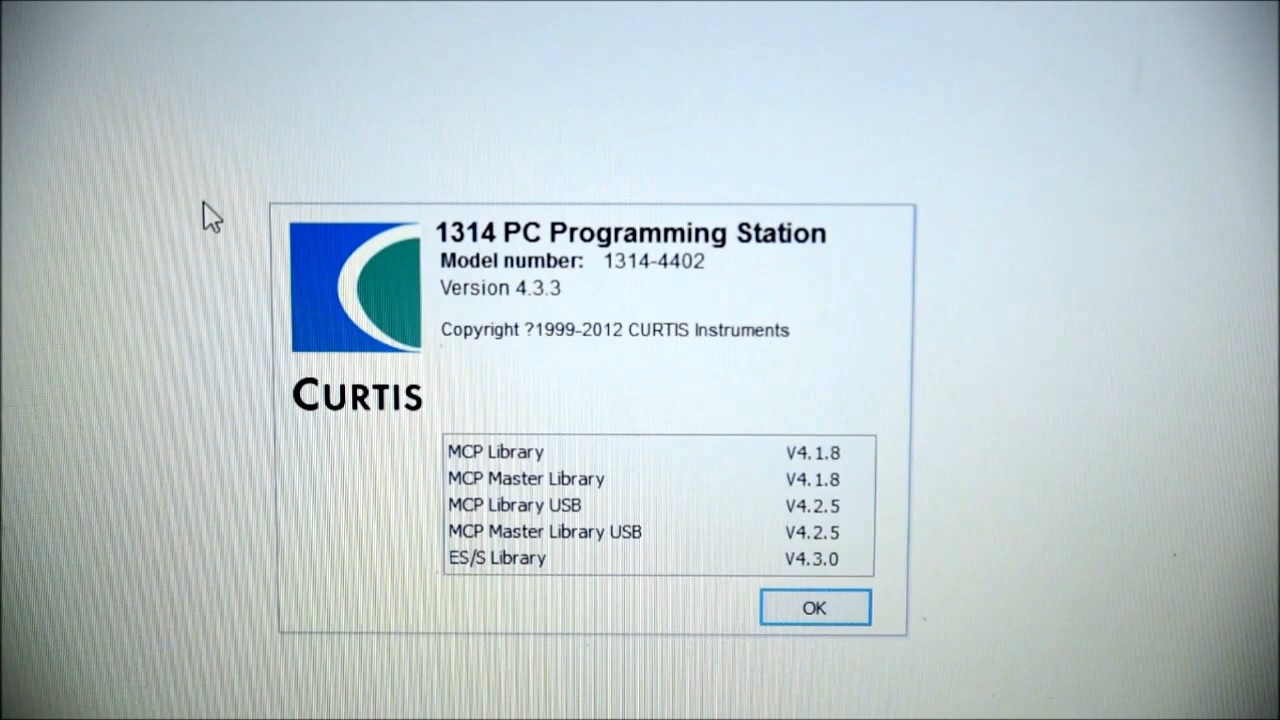 1314 PC Programming Station
Model number: 1314-4402
Version 4.3.3
Copyright ?1999-2012 CURTIS Instruments
CURTIS
MCP Library V4.1.8
MCP Master Library V4.1.8
MCP Library USB V4.2.5
MCP Master Library USB V4.2.5
ES/S Library V4.3.0
OK